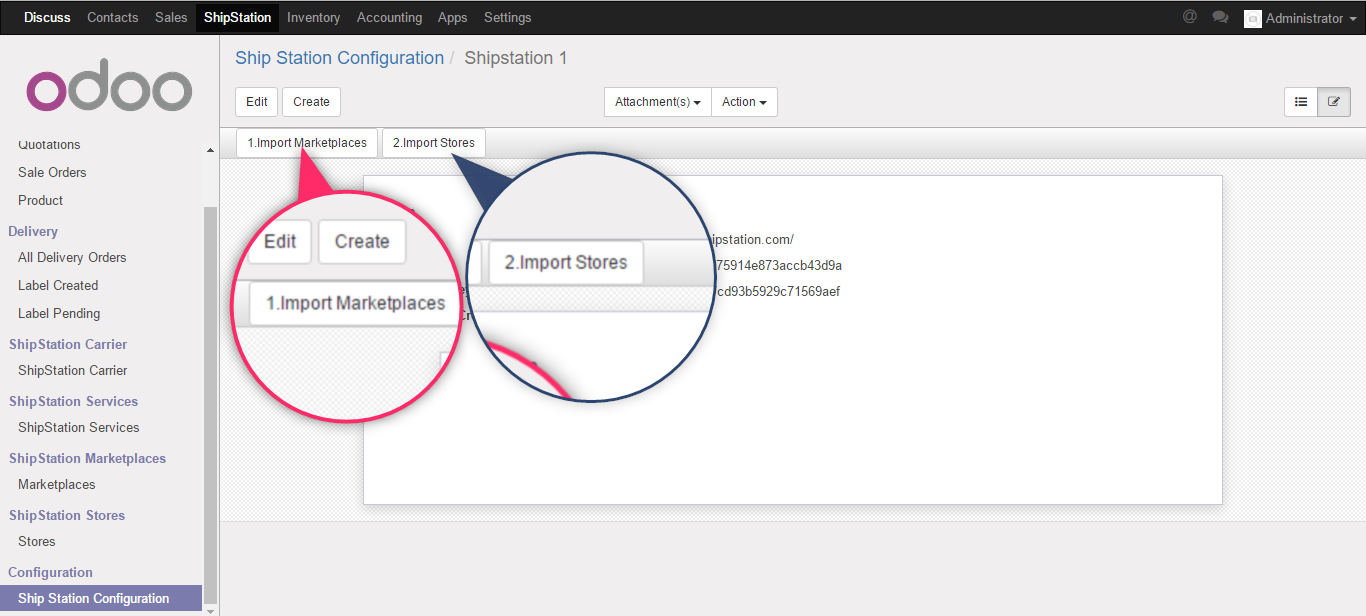 Discuss Contacts Sales ShipStation Inventory Accounting Apps Settings @ Administrator
odoo
Quotations
Sale Orders
Product
Delivery
All Delivery Orders
Label Created
Label Pending
ShipStation Carrier
ShipStation Carrier
ShipStation Services
ShipStation Services
ShipStation Marketplaces
Marketplaces
ShipStation Stores
Stores
Configuration
Ship Station Configuration
Ship Station Configuration / Shipstation 1
Edit Create Attachment(s) Action
1.Import Marketplaces 2.Import Stores
Edit Create
1.Import Marketplaces
2.Import Stores
ipstation.com/
75914e873accb43d9a
cd93b5929c71569aef